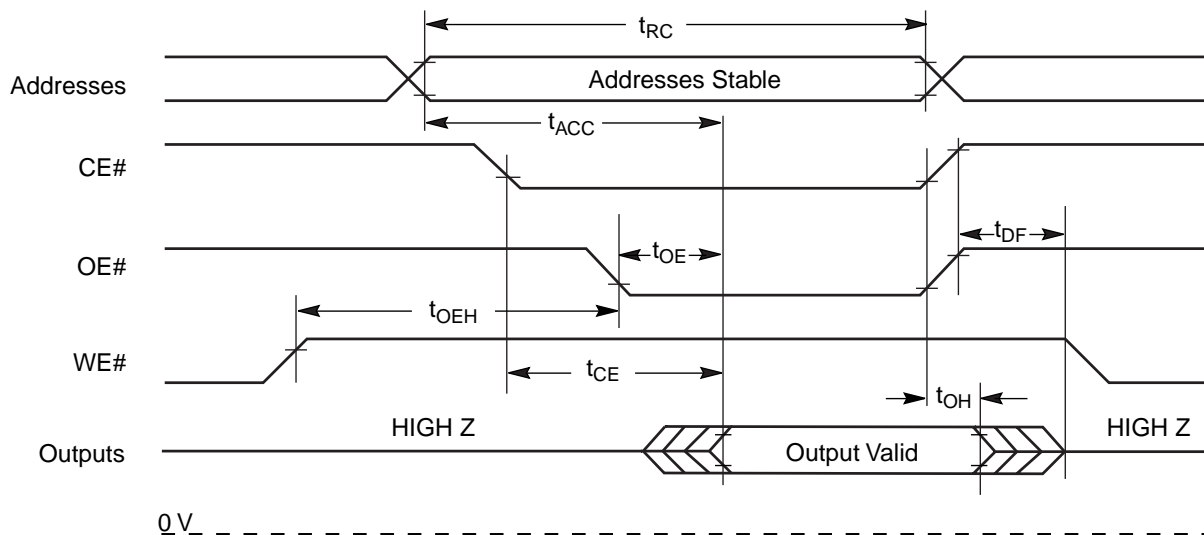 tRC
Addresses
Addresses Stable
tACC
CE#
tDF
OE#
tOE
tOEH
WE#
tCE
tOH
HIGH Z
HIGH Z
Outputs
Output Valid
0 V